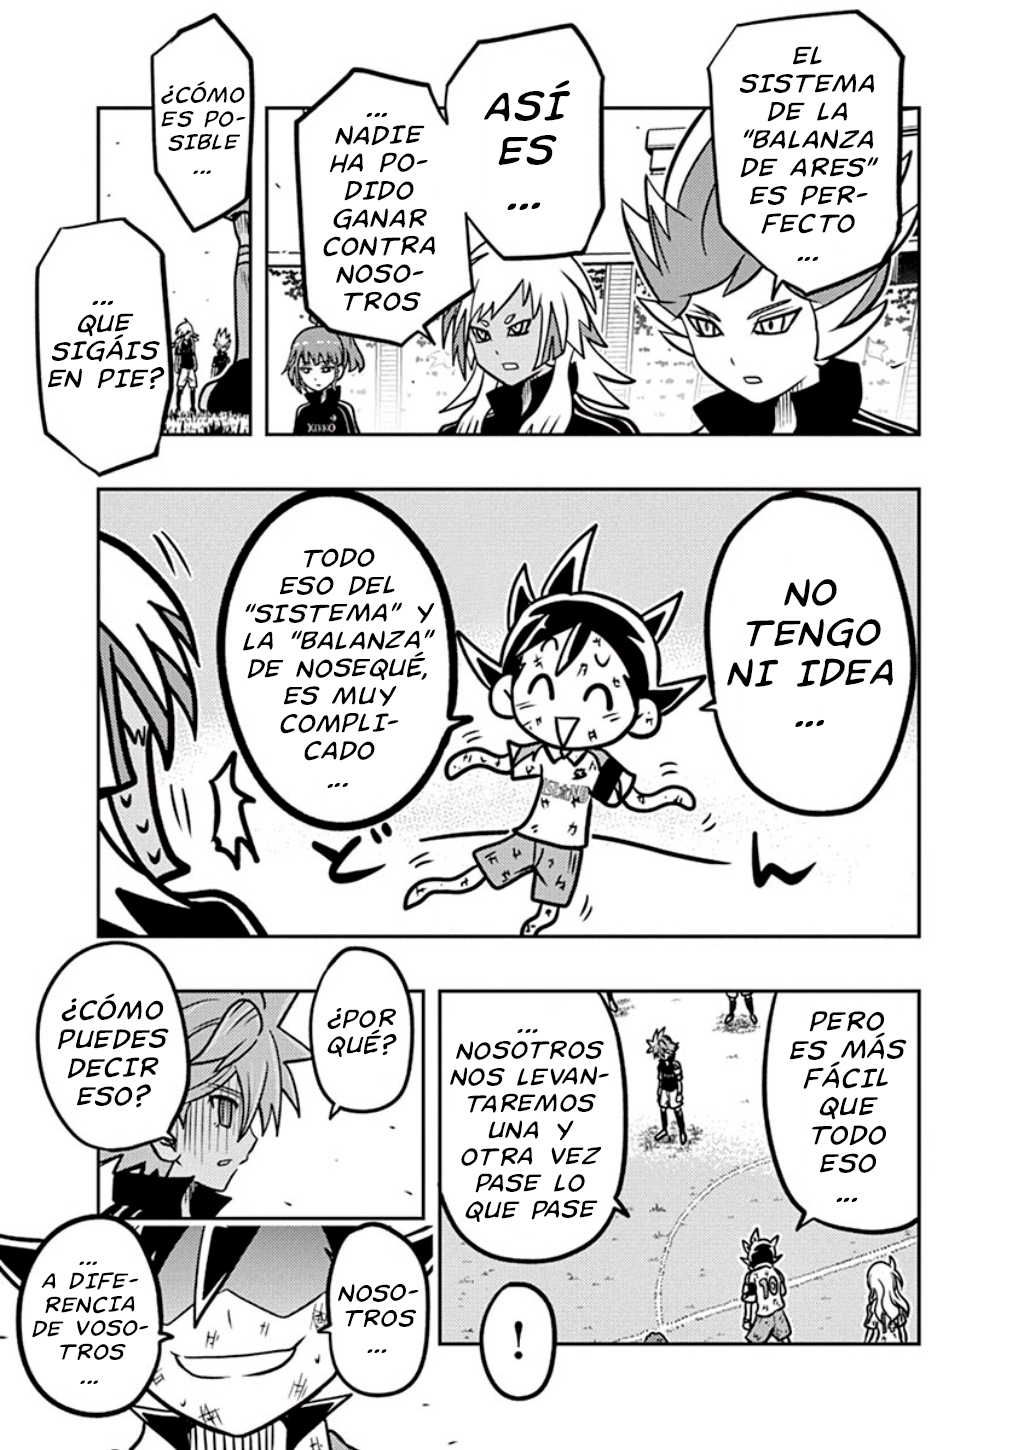 EL
SISTEMA
DE LA
"BALANZA
DE ARES"
ES PER-
FECTO
...
ASÍ
ES
...
...
NADIE
HA PO-
DIDO
GANAR
CONTRA
NOSO-
TROS
¿CÓMO
ES PO-
SIBLE
...
...
QUE
SIGÁIS
EN PIE?
NO
TENGO
NI IDEA
...
TODO
ESO DEL
"SISTEMA" Y
LA "BALANZA"
DE NOSEQUÉ,
ES MUY
COMPLI-
CADO
...
ど
ん
PERO
ES MÁS
FÁCIL
QUE
TODO
ESO
...
...
NOSOTROS
NOS LEVAN-
TAREMOS
UNA Y
OTRA VEZ
PASE LO
QUE PASE
10
!
¿POR
QUÉ?
¿CÓMO
PUEDES
DECIR
ESO?
NOSO-
TROS
...
...
A DIFE-
RENCIA
DE VOSO-
TROS
...